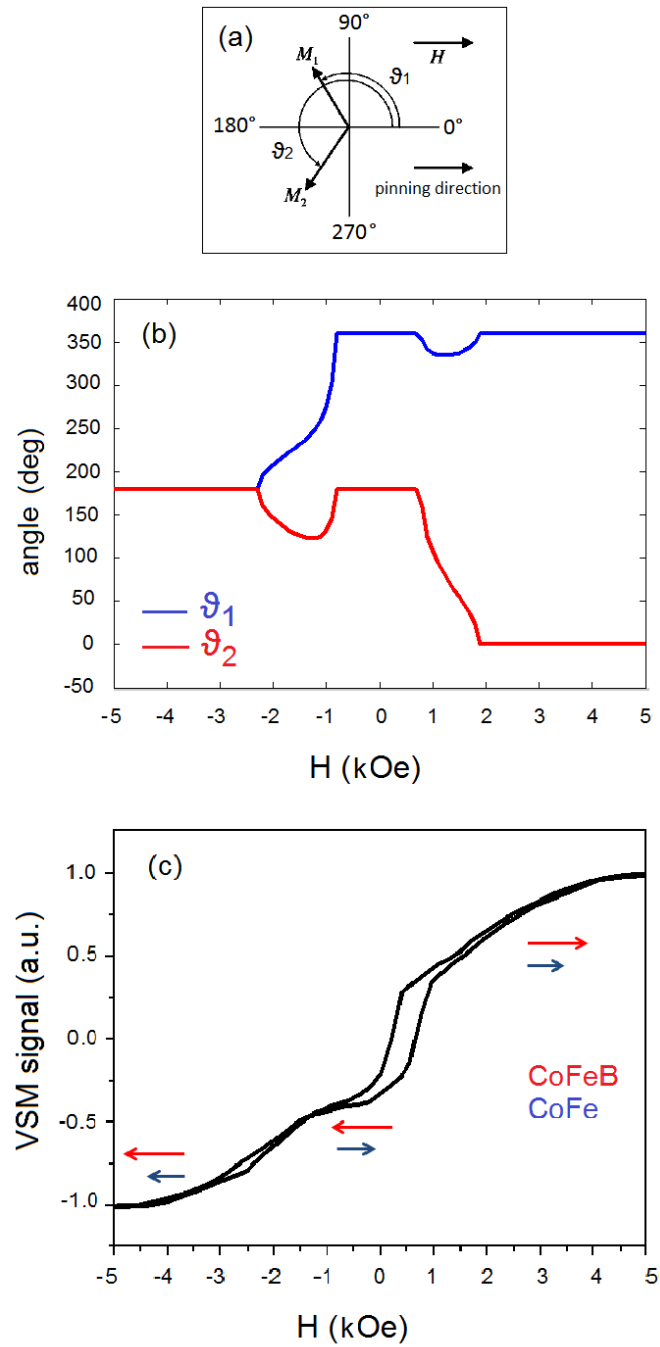 (a)
90°
M₁
H
ϑ₁
180°
0°
ϑ₂
M₂
pinning direction
270°
400
(b)
350
300
250
200
150
100
50
0
-50
angle (deg)
ϑ₁
ϑ₂
-5 -4 -3 -2 -1 0 1 2 3 4 5
H (kOe)
(c)
1.0
0.5
0.0
-0.5
-1.0
VSM signal (a.u.)
CoFeB
CoFe
-5 -4 -3 -2 -1 0 1 2 3 4 5
H (kOe)